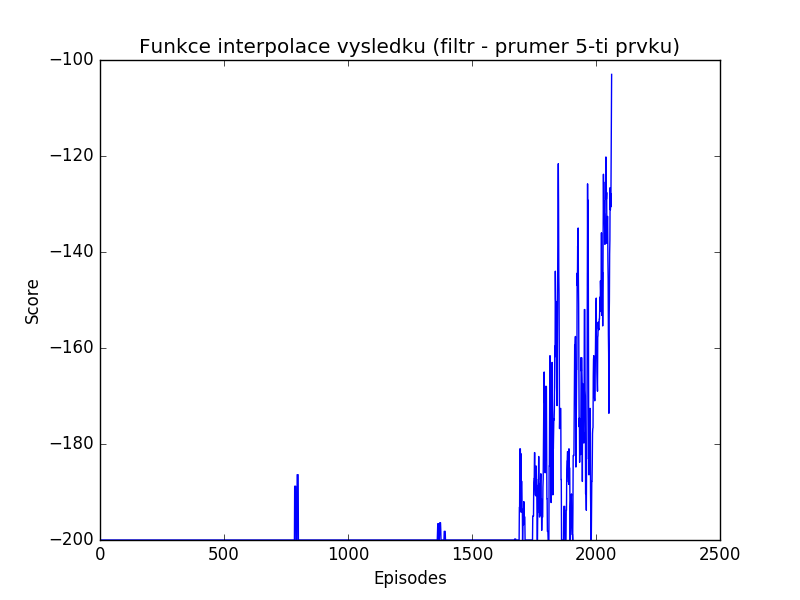 Funkce interpolace vysledku (filtr - prumer 5-ti prvku)
−100
−120
−140
−160
−180
−200
Score
0 500 1000 1500 2000 2500
Episodes